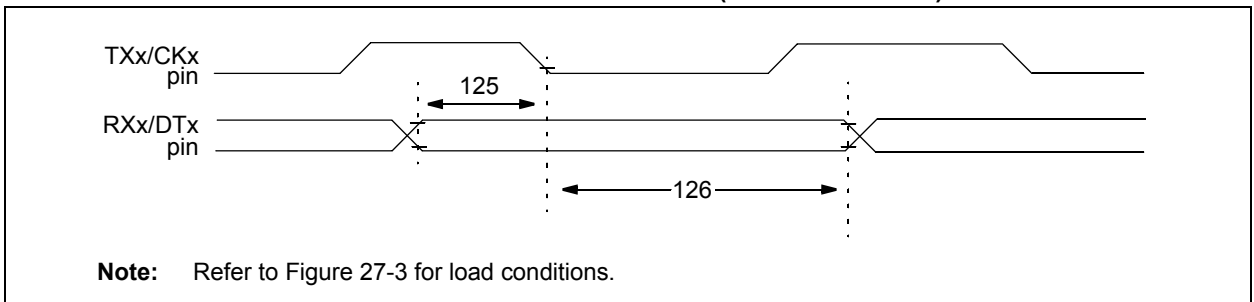 TXx/CKx
pin
125
RXx/DTx
pin
126
Note: Refer to Figure 27-3 for load conditions.